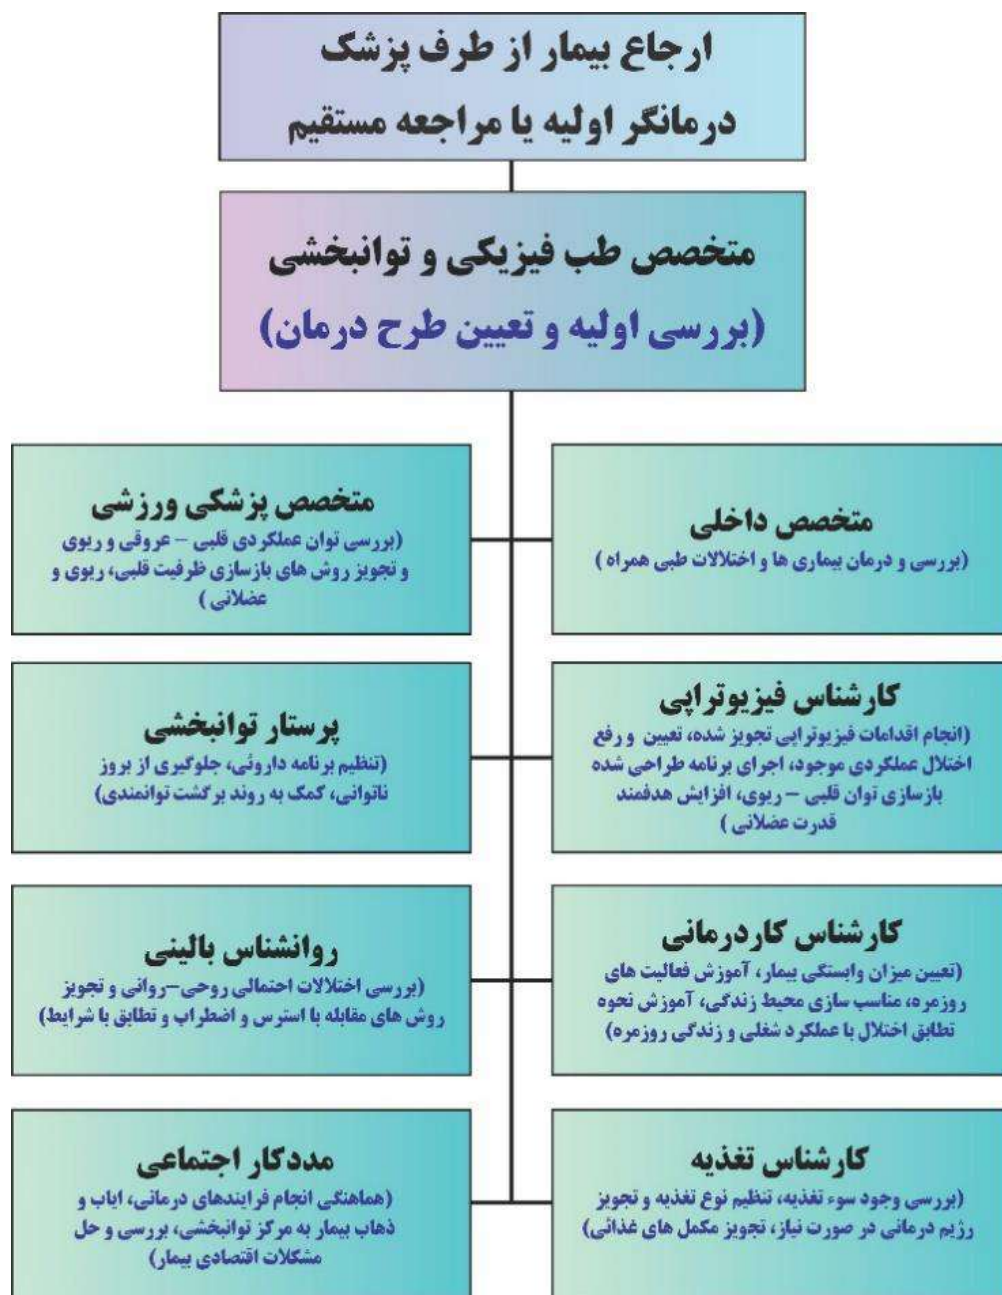 ارجاع بیمار از طرف پزشک
درمانگر اولیه یا مراجعه مستقیم
متخصص طب فیزیکی و توانبخشی
(بررسی اولیه و تعیین طرح درمان)
متخصص داخلی
(بررسی و درمان بیماری ها و اختلالات طبی همراه )
متخصص پزشکی ورزشی
(بررسی توان عملکردی قلبی – عروقی و ریوی
و تجویز روش های بازسازی ظرفیت قلبی، ریوی و
عضلانی )
کارشناس فیزیوتراپی
(انجام اقدامات فیزیوتراپی تجویز شده، تعیین و رفع
اختلال عملکردی موجود، اجرای برنامه طراحی شده
بازسازی توان قلبی – ریوی، افزایش هدفمند
قدرت عضلانی )
پرستار توانبخشی
(تنظیم برنامه داروئی، جلوگیری از بروز
ناتوانی، کمک به روند برگشت توانمندی)
کارشناس کاردرمانی
(تعیین میزان وابستگی بیمار، آموزش فعالیت های
روزمره، مناسب سازی محیط زندگی، آموزش نحوه
تطابق اختلال با عملکرد شغلی و زندگی روزمره)
روانشناس بالینی
(بررسی اختلالات احتمالی روحی–روانی و تجویز
روش های مقابله با استرس و اضطراب و تطابق با شرایط)
کارشناس تغذیه
(بررسی وجود سوء تغذیه، تنظیم نوع تغذیه و تجویز
رژیم درمانی در صورت نیاز، تجویز مکمل های غذائی)
مددکار اجتماعی
(هماهنگی انجام فرایندهای درمانی، ایاب و
ذهاب بیمار به مرکز توانبخشی، بررسی و حل
مشکلات اقتصادی بیمار)